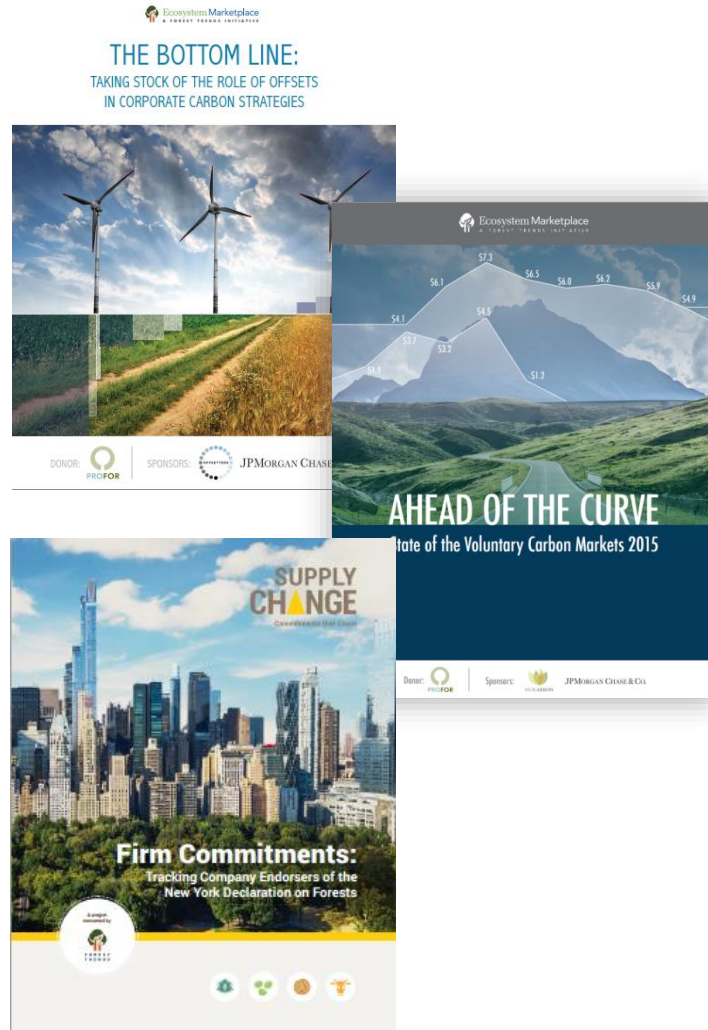 Ecosystem Marketplace
A FOREST TRENDS INITIATIVE
THE BOTTOM LINE:
TAKING STOCK OF THE ROLE OF OFFSETS
IN CORPORATE CARBON STRATEGIES
DONOR:
PROFOR
SPONSORS:
JPMORGAN CHASE
Ecosystem Marketplace
A FOREST TRENDS INITIATIVE
$7.3
$6.1
$6.5
$6.0
$6.2
$5.9
$4.9
$4.1
$4.5
$3.7
$3.2
$1.9
$1.2
AHEAD OF THE CURVE
State of the Voluntary Carbon Markets 2015
Donor:
PROFOR
Sponsors:
JPMORGAN CHASE & CO.
SUPPLY
CHANGE
Commitments that Count
Firm Commitments:
Tracking Company Endorsers of the
New York Declaration on Forests
A project
FOREST
TRENDS